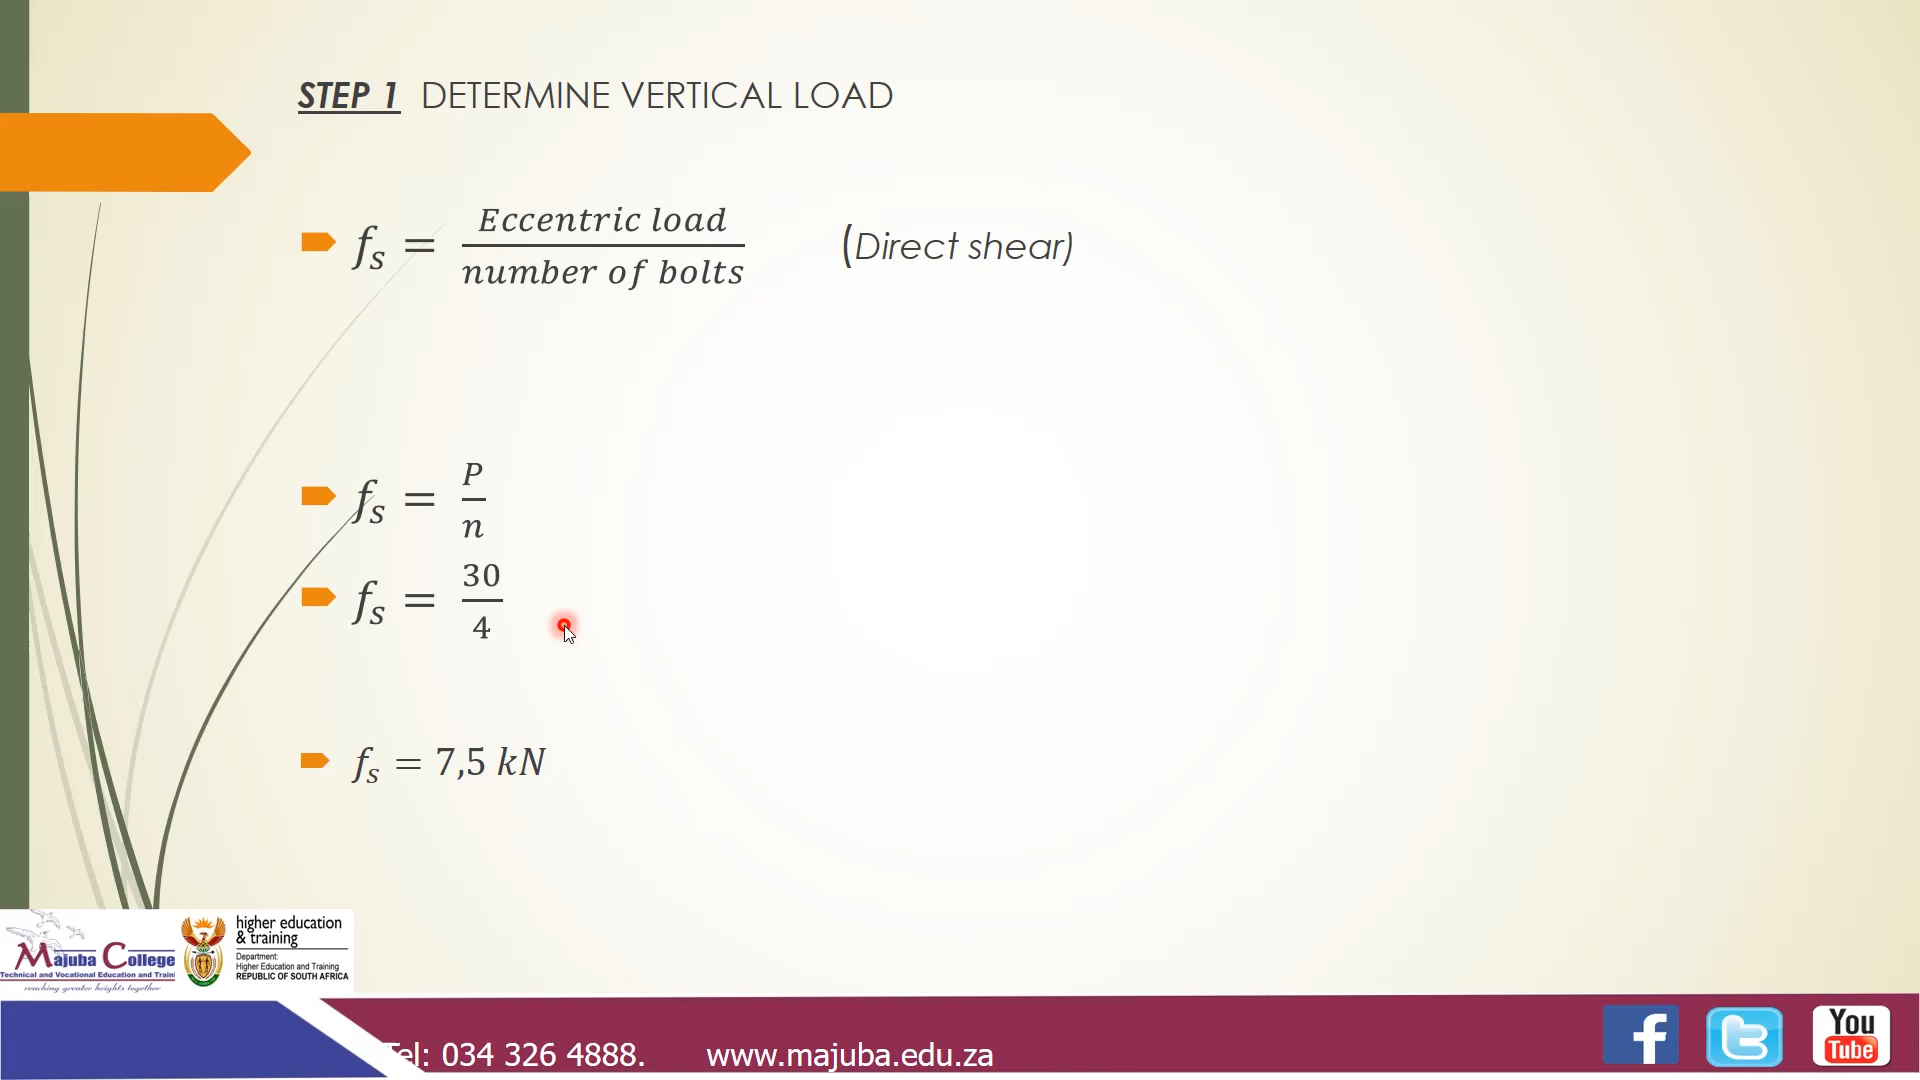 STEP 1 DETERMINE VERTICAL LOAD
fₛ = Eccentric load / number of bolts (Direct shear)
fₛ = P / n
fₛ = 30 / 4
fₛ = 7,5 kN
Majuba College
Technical and Vocational Education and Traini
reaching greater heights together
higher education
& training
Department:
Higher Education and Training
REPUBLIC OF SOUTH AFRICA
Tel: 034 326 4888. www.majuba.edu.za
f
You
Tube